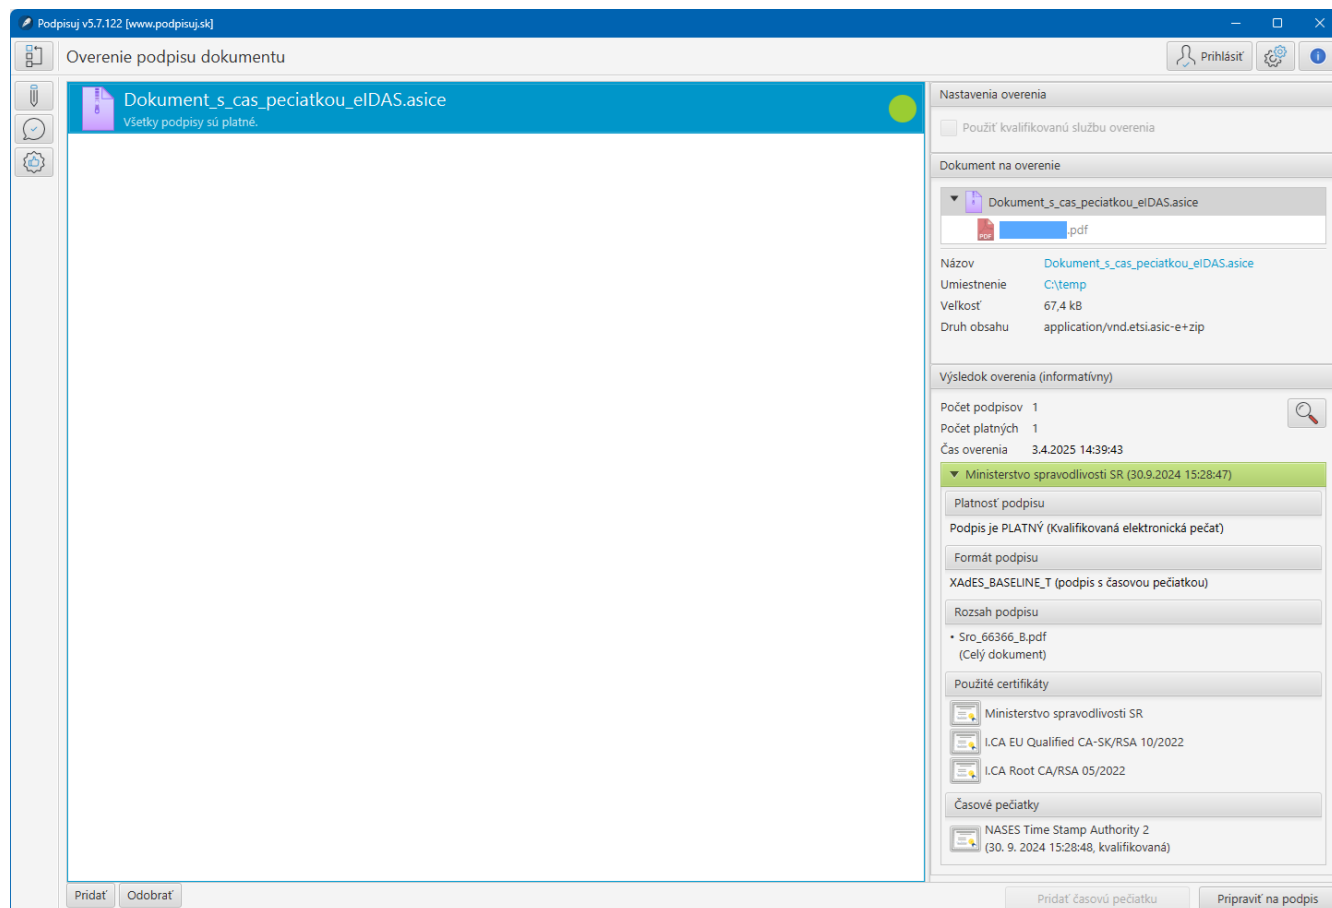 Podpisuj v5.7.122 [www.podpisuj.sk]
Overenie podpisu dokumentu
Prihlásiť
Dokument_s_cas_peciatkou_eIDAS.asice
Všetky podpisy sú platné.
Nastavenia overenia
Použiť kvalifikovanú službu overenia
Dokument na overenie
Dokument_s_cas_peciatkou_eIDAS.asice
PDF .pdf
Názov Dokument_s_cas_peciatkou_eIDAS.asice
Umiestnenie C:\temp
Veľkosť 67,4 kB
Druh obsahu application/vnd.etsi.asic-e+zip
Výsledok overenia (informatívny)
Počet podpisov 1
Počet platných 1
Čas overenia 3.4.2025 14:39:43
Ministerstvo spravodlivosti SR (30.9.2024 15:28:47)
Platnosť podpisu
Podpis je PLATNÝ (Kvalifikovaná elektronická pečať)
Formát podpisu
XAdES_BASELINE_T (podpis s časovou pečiatkou)
Rozsah podpisu
• Sro_66366_B.pdf
(Celý dokument)
Použité certifikáty
Ministerstvo spravodlivosti SR
I.CA EU Qualified CA-SK/RSA 10/2022
I.CA Root CA/RSA 05/2022
Časové pečiatky
NASES Time Stamp Authority 2
(30. 9. 2024 15:28:48, kvalifikovaná)
Pridať Odobrať
Pridať časovú pečiatku Pripraviť na podpis